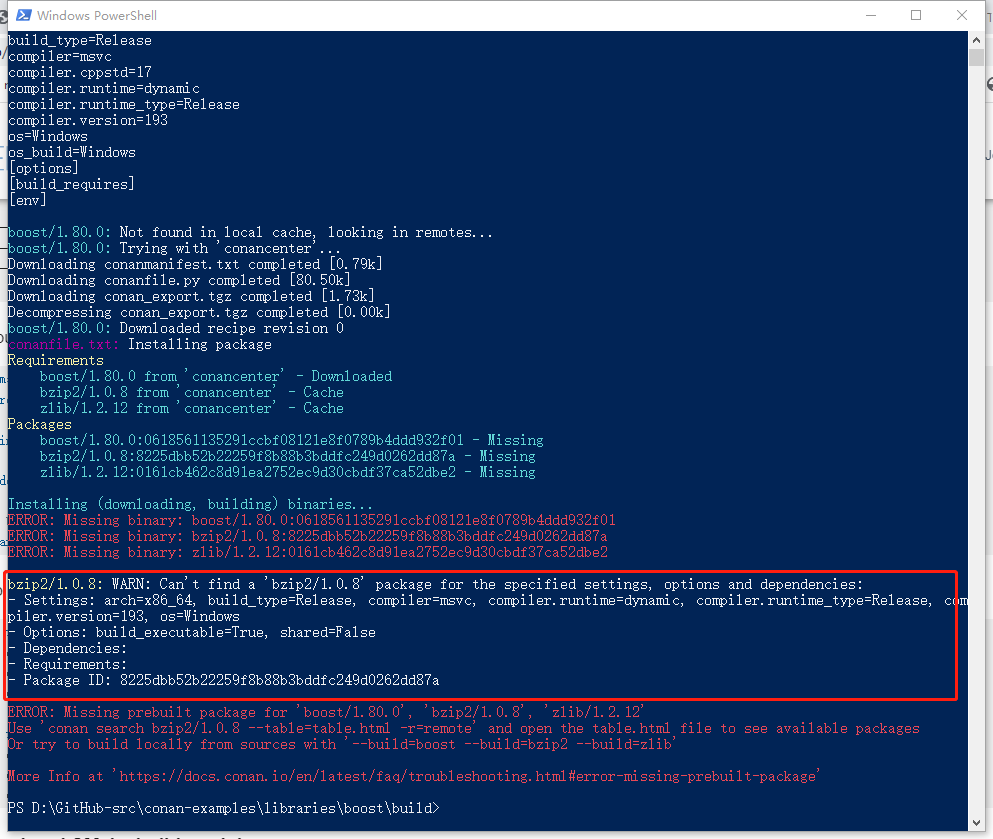 Windows PowerShell
build_type=Release
compiler=msvc
compiler.cppstd=17
compiler.runtime=dynamic
compiler.runtime_type=Release
compiler.version=193
os=Windows
os_build=Windows
[options]
[build_requires]
[env]
boost/1.80.0: Not found in local cache, looking in remotes...
boost/1.80.0: Trying with 'conancenter'...
Downloading conanmanifest.txt completed [0.79k]
Downloading conanfile.py completed [80.50k]
Downloading conan_export.tgz completed [1.73k]
Decompressing conan_export.tgz completed [0.00k]
boost/1.80.0: Downloaded recipe revision 0
conanfile.txt: Installing package
Requirements
    boost/1.80.0 from 'conancenter' - Downloaded
    bzip2/1.0.8 from 'conancenter' - Cache
    zlib/1.2.12 from 'conancenter' - Cache
Packages
    boost/1.80.0:0618561135291ccbf08121e8f0789b4ddd932f01 - Missing
    bzip2/1.0.8:8225dbb52b22259f8b88b3bddfc249d0262dd87a - Missing
    zlib/1.2.12:0161cb462c8d91ea2752ec9d30cbdf37ca52dbe2 - Missing
Installing (downloading, building) binaries...
ERROR: Missing binary: boost/1.80.0:0618561135291ccbf08121e8f0789b4ddd932f01
ERROR: Missing binary: bzip2/1.0.8:8225dbb52b22259f8b88b3bddfc249d0262dd87a
ERROR: Missing binary: zlib/1.2.12:0161cb462c8d91ea2752ec9d30cbdf37ca52dbe2
bzip2/1.0.8: WARN: Can't find a 'bzip2/1.0.8' package for the specified settings, options and dependencies:
- Settings: arch=x86_64, build_type=Release, compiler=msvc, compiler.runtime=dynamic, compiler.runtime_type=Release, com
piler.version=193, os=Windows
- Options: build_executable=True, shared=False
- Dependencies:
- Requirements:
- Package ID: 8225dbb52b22259f8b88b3bddfc249d0262dd87a
ERROR: Missing prebuilt package for 'boost/1.80.0', 'bzip2/1.0.8', 'zlib/1.2.12'
Use 'conan search bzip2/1.0.8 --table=table.html -r=remote' and open the table.html file to see available packages
Or try to build locally from sources with '--build=boost --build=bzip2 --build=zlib'
More Info at 'https://docs.conan.io/en/latest/faq/troubleshooting.html#error-missing-prebuilt-package'
PS D:\GitHub-src\conan-examples\libraries\boost\build>